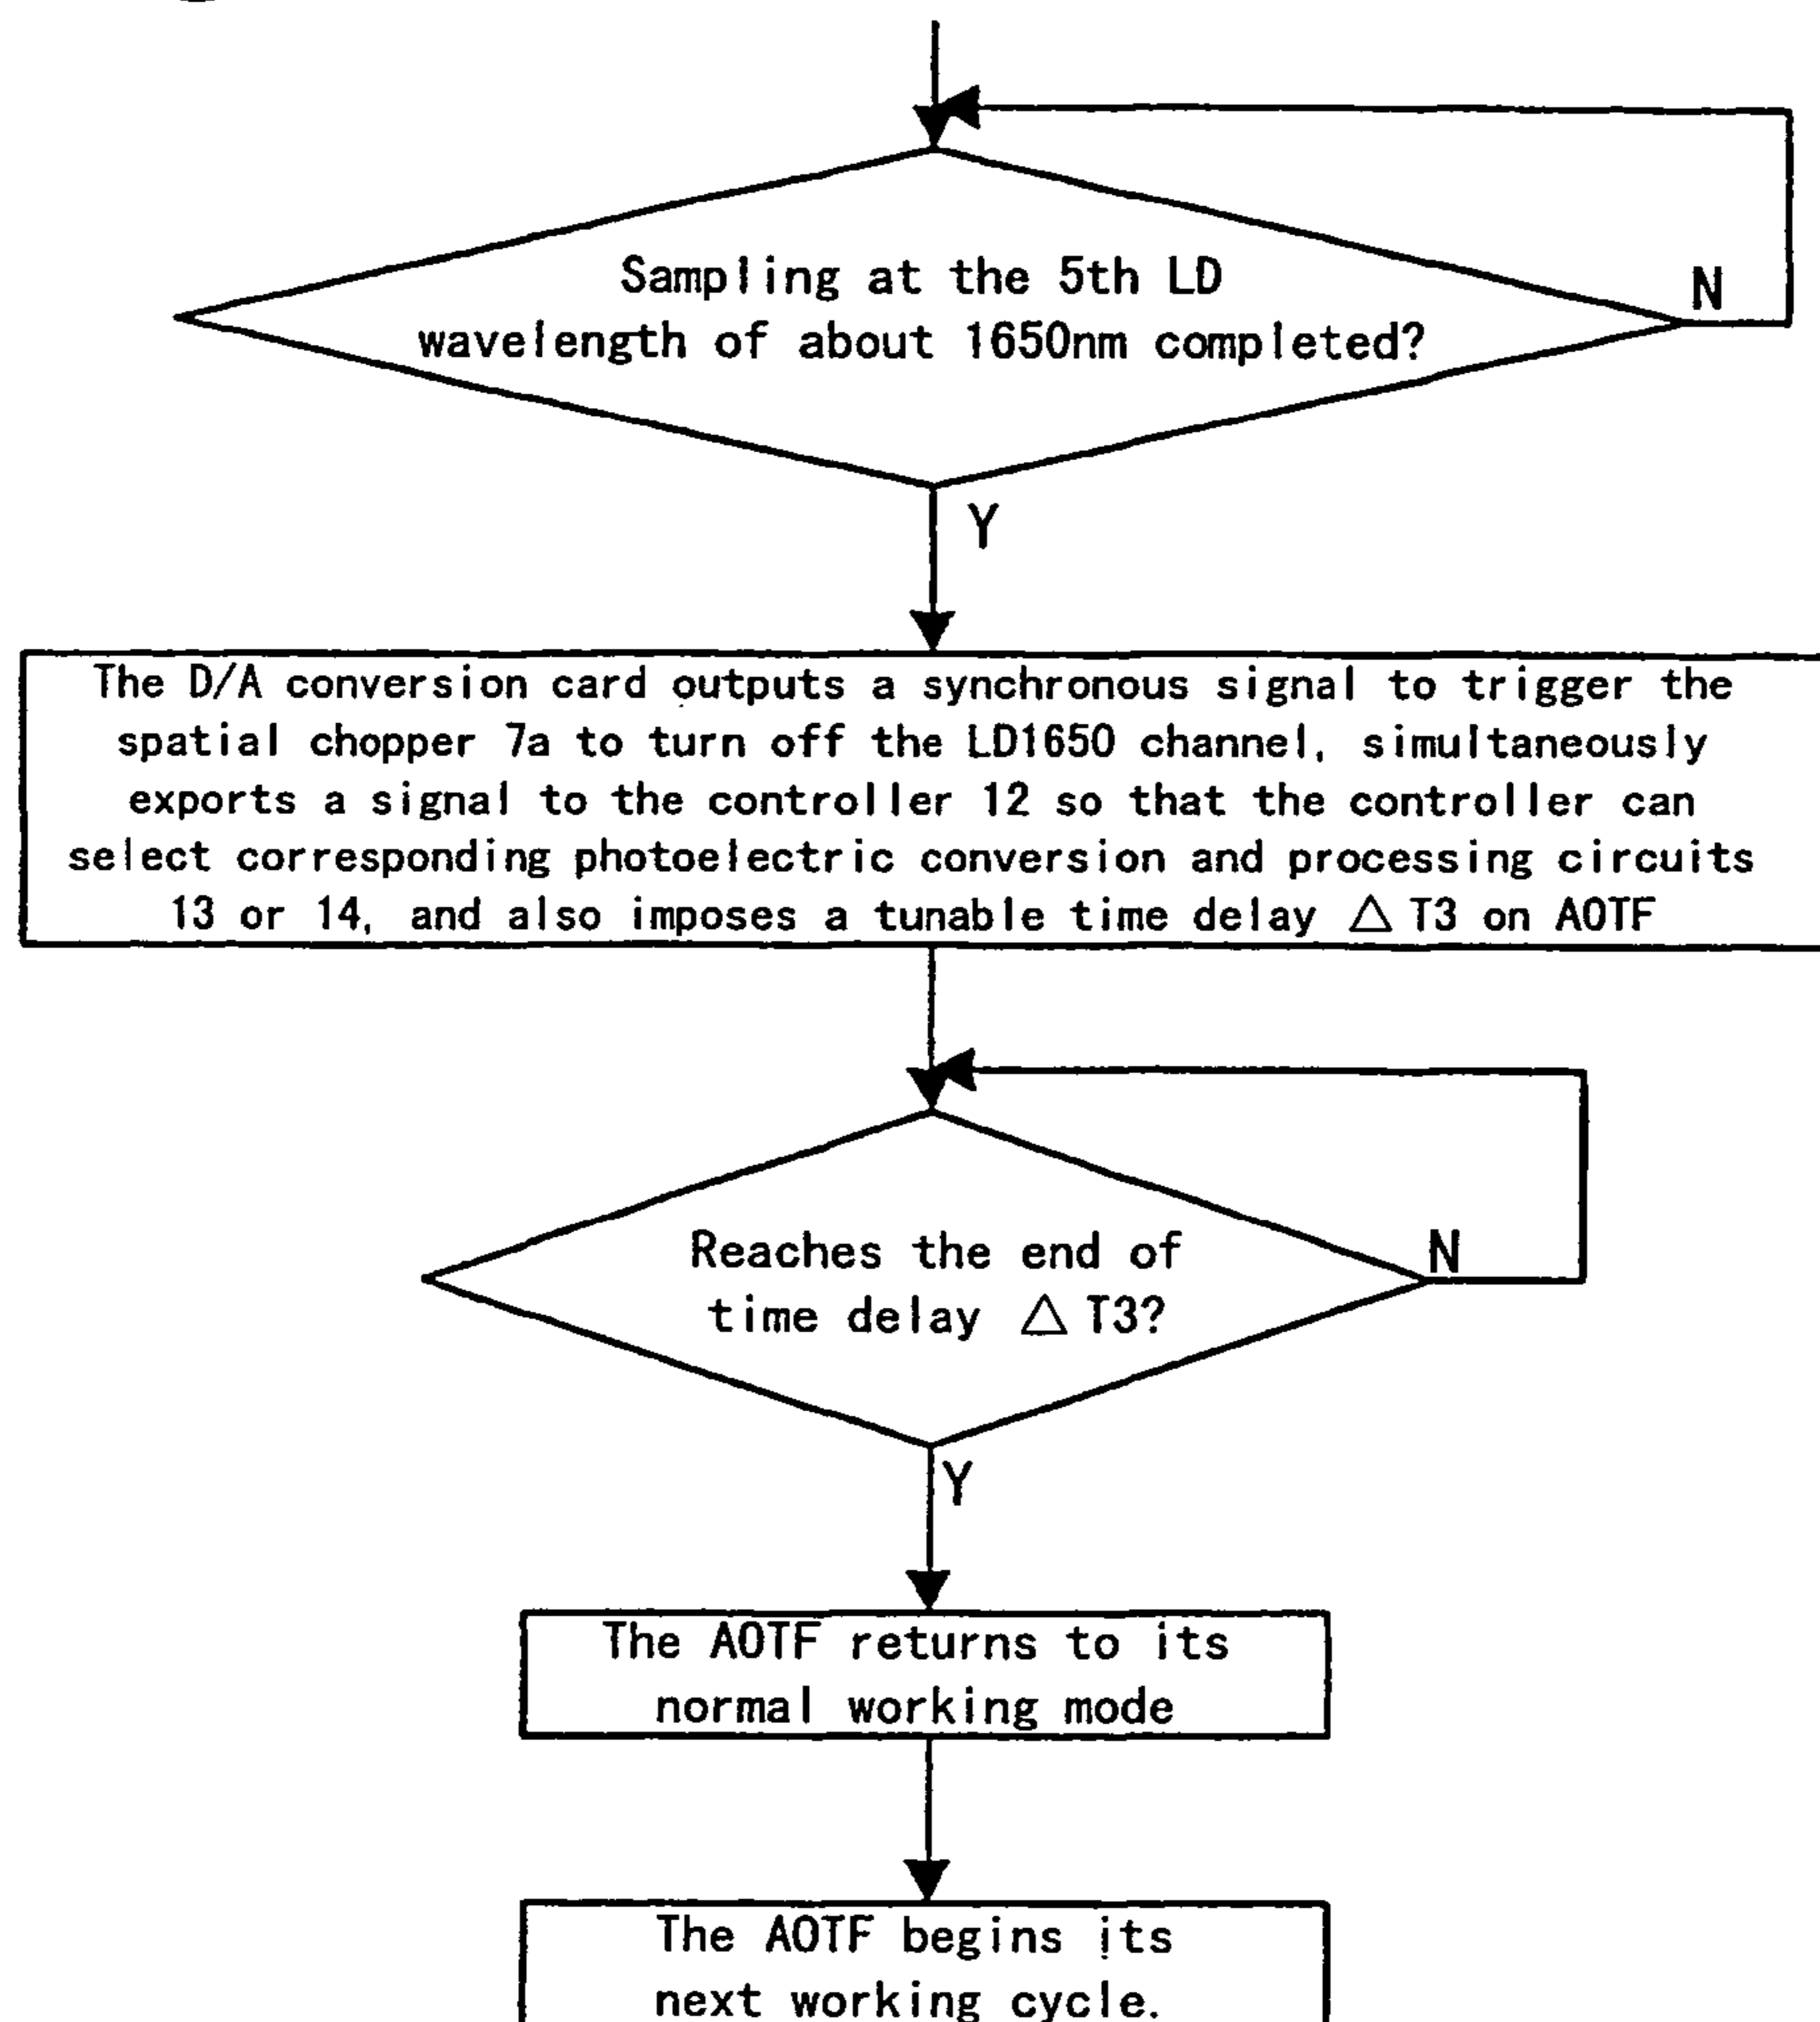 Sampling at the 5th LD
wavelength of about 1650nm completed?
N
Y
The D/A conversion card outputs a synchronous signal to trigger the
spatial chopper 7a to turn off the LD1650 channel, simultaneously
exports a signal to the controller 12 so that the controller can
select corresponding photoelectric conversion and processing circuits
13 or 14, and also imposes a tunable time delay △ T3 on AOTF
Reaches the end of
time delay △ T3?
N
Y
The AOTF returns to its
normal working mode
The AOTF begins its
next working cycle.